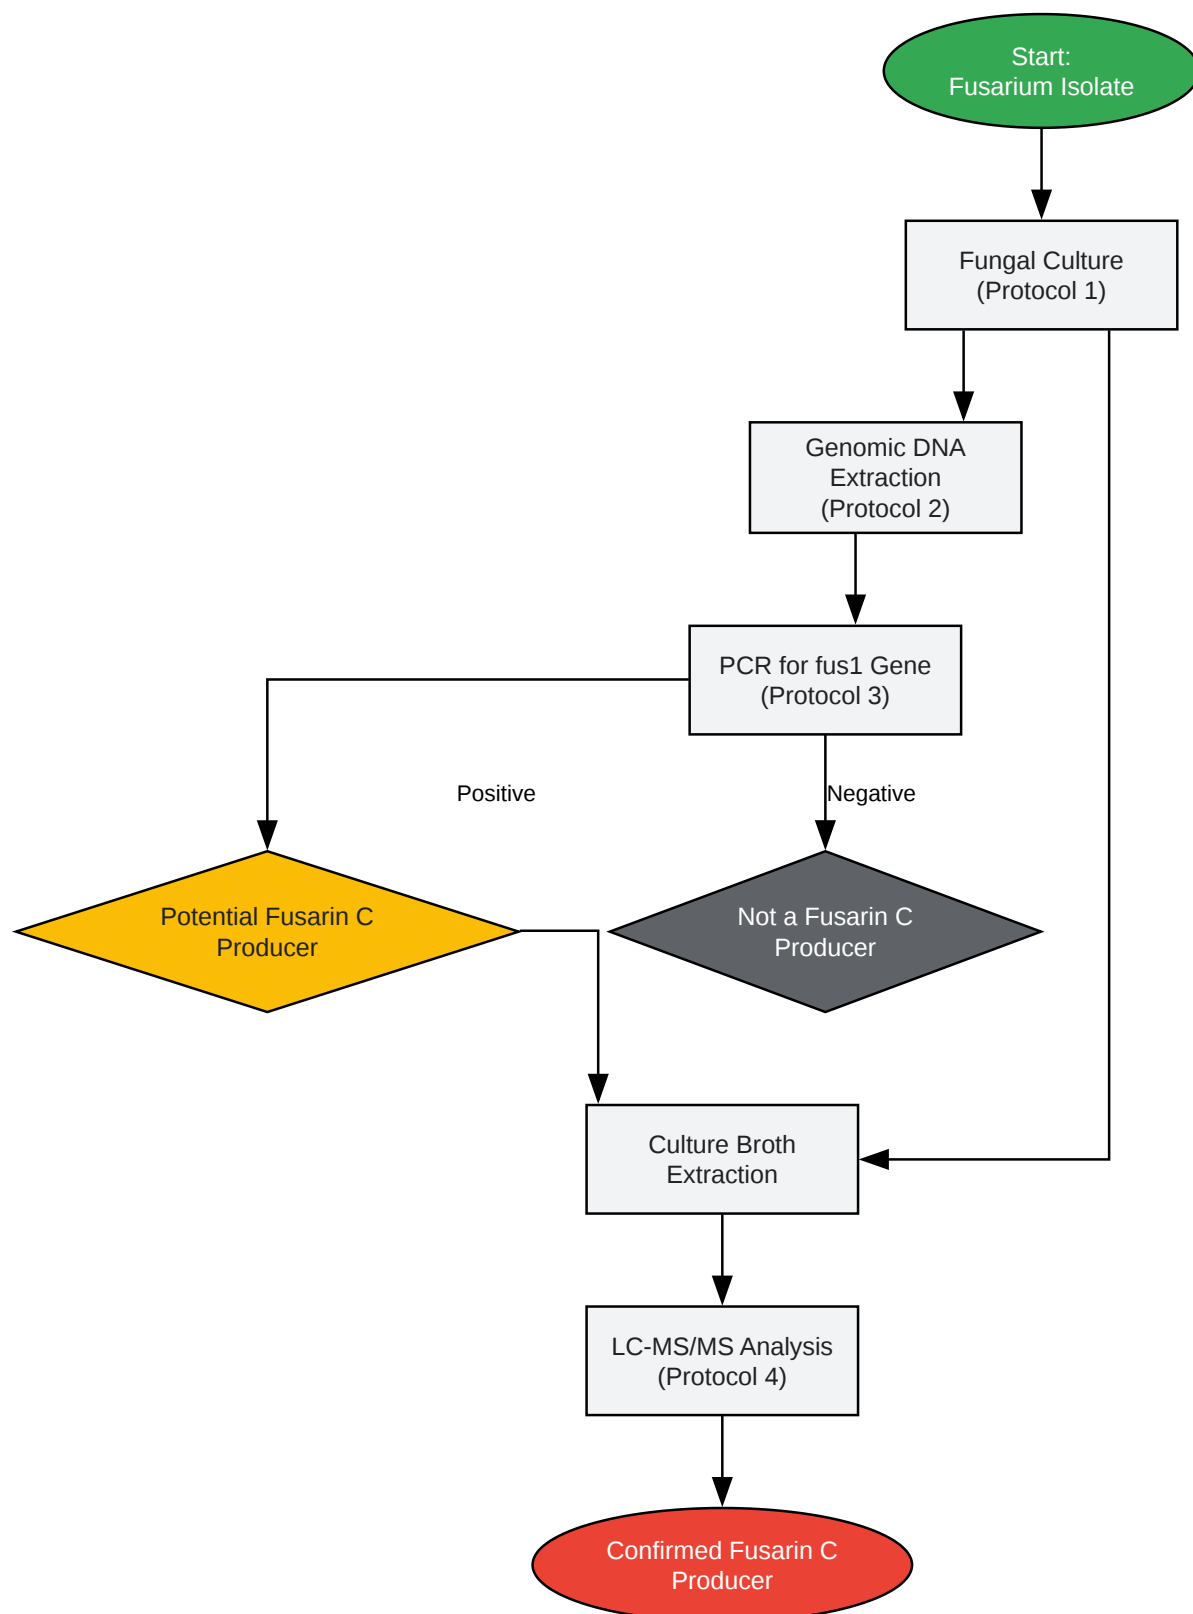 Start:
Fusarium Isolate
Fungal Culture
(Protocol 1)
Genomic DNA
Extraction
(Protocol 2)
PCR for fus1 Gene
(Protocol 3)
Positive
Negative
Potential Fusarin C
Producer
Not a Fusarin C
Producer
Culture Broth
Extraction
LC-MS/MS Analysis
(Protocol 4)
Confirmed Fusarin C
Producer